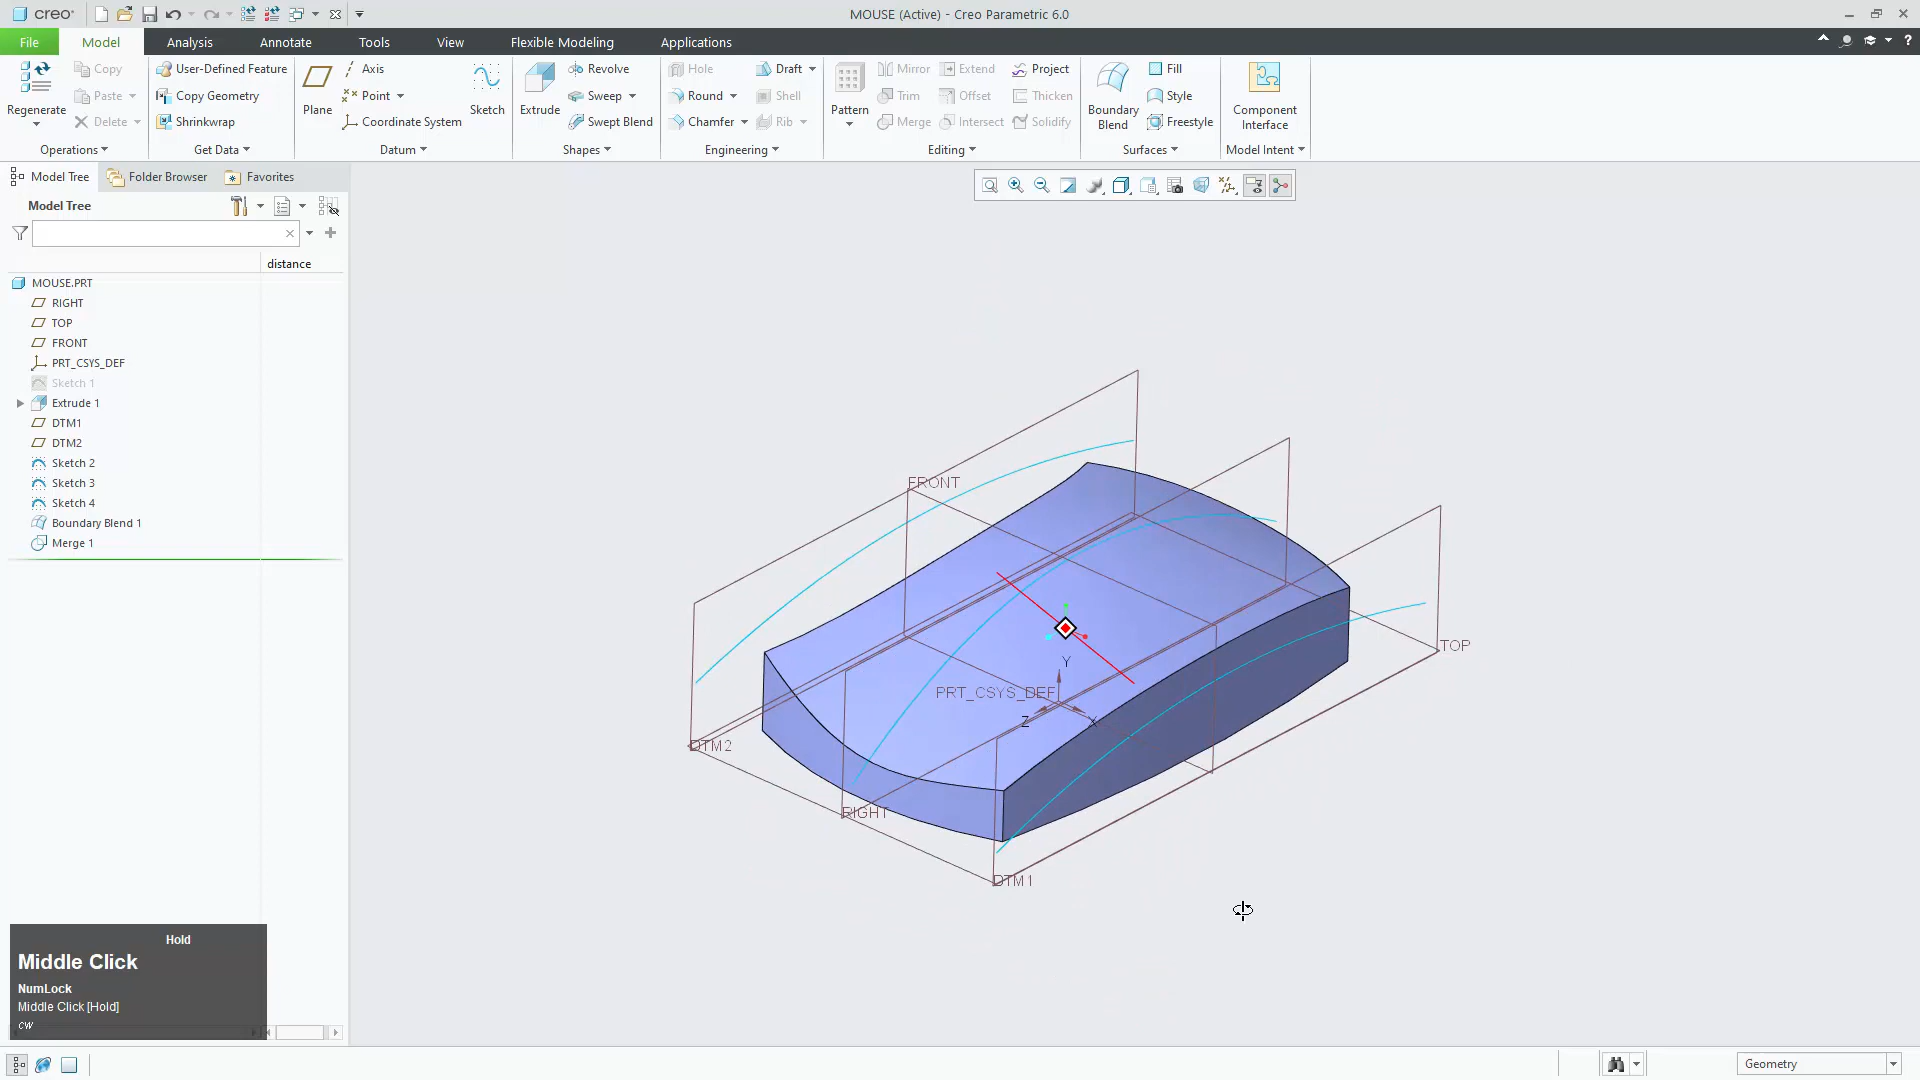 creo
MOUSE (Active) - Creo Parametric 6.0
File
Model
Analysis
Annotate
Tools
View
Flexible Modeling
Applications
Regenerate
Copy
Paste
Delete
Operations
User-Defined Feature
Copy Geometry
Shrinkwrap
Get Data
Plane
Axis
Point
Coordinate System
Sketch
Datum
Extrude
Revolve
Sweep
Swept Blend
Shapes
Hole
Round
Chamfer
Draft
Shell
Rib
Engineering
Pattern
Mirror
Trim
Merge
Extend
Offset
Intersect
Project
Thicken
Solidify
Editing
Boundary Blend
Fill
Style
Freestyle
Surfaces
Component Interface
Model Intent
Model Tree
Folder Browser
Favorites
Model Tree
distance
MOUSE.PRT
RIGHT
TOP
FRONT
PRT_CSYS_DEF
Sketch 1
Extrude 1
DTM1
DTM2
Sketch 2
Sketch 3
Sketch 4
Boundary Blend 1
Merge 1
FRONT
TOP
Y
PRT_CSYS_DEF
Z
X
DTM2
RIGHT
DTM1
Hold
Middle Click
NumLock
Middle Click [Hold]
cw
Geometry